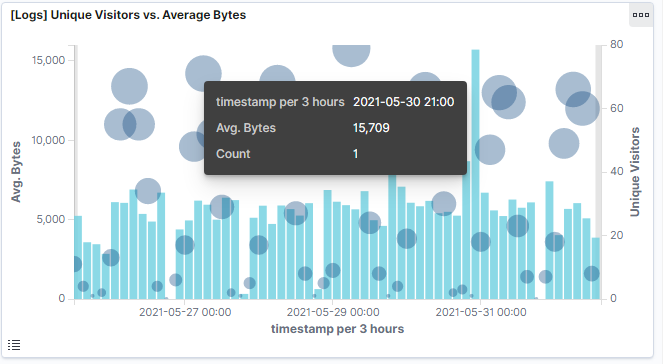 [Logs] Unique Visitors vs. Average Bytes
15,000
10,000
5,000
0
Avg. Bytes
timestamp per 3 hours 2021-05-30 21:00
Avg. Bytes 15,709
Count 1
80
60
40
20
0
Unique Visitors
2021-05-27 00:00 2021-05-29 00:00 2021-05-31 00:00
timestamp per 3 hours